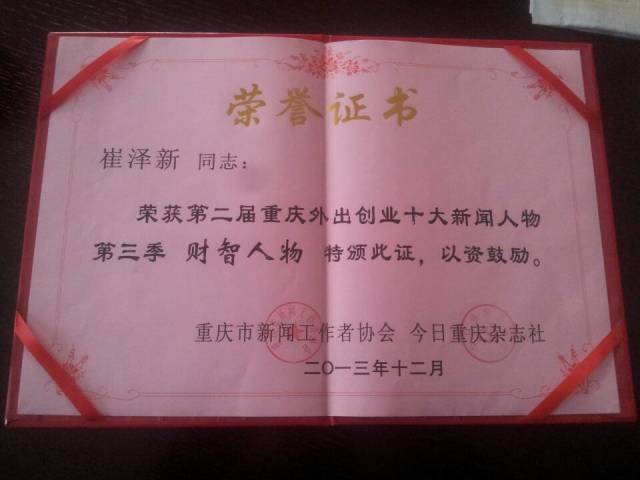 荣誉证书
崔泽新 同志：
荣获第二届重庆外出创业十大新闻人物
第三季 财智人物 特颁此证，以资鼓励。
重庆市新闻工作者协会 今日重庆杂志社
二〇一三年十二月